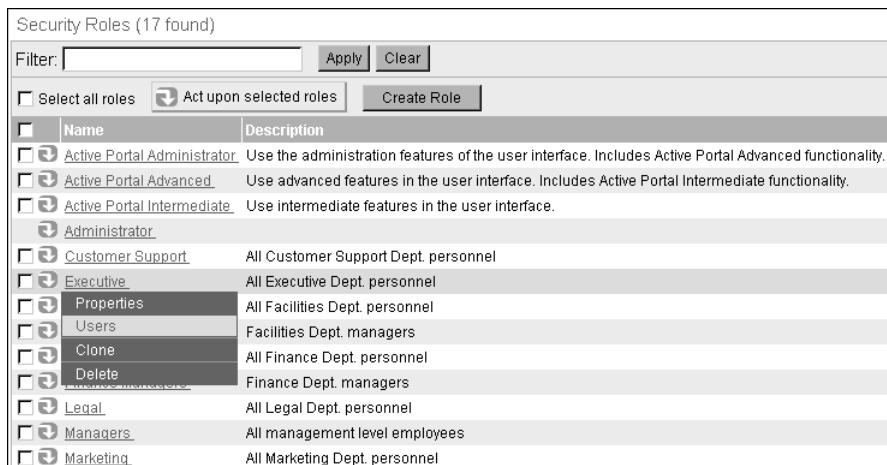 Security Roles (17 found)
Filter: Apply Clear
Select all roles Act upon selected roles Create Role
Name Description
Active Portal Administrator Use the administration features of the user interface. Includes Active Portal Advanced functionality.
Active Portal Advanced Use advanced features in the user interface. Includes Active Portal Intermediate functionality.
Active Portal Intermediate Use intermediate features in the user interface.
Administrator
Customer Support All Customer Support Dept. personnel
Executive All Executive Dept. personnel
Properties All Facilities Dept. personnel
Users Facilities Dept. managers
Clone All Finance Dept. personnel
Delete Finance Dept. managers
Legal All Legal Dept. personnel
Managers All management level employees
Marketing All Marketing Dept. personnel